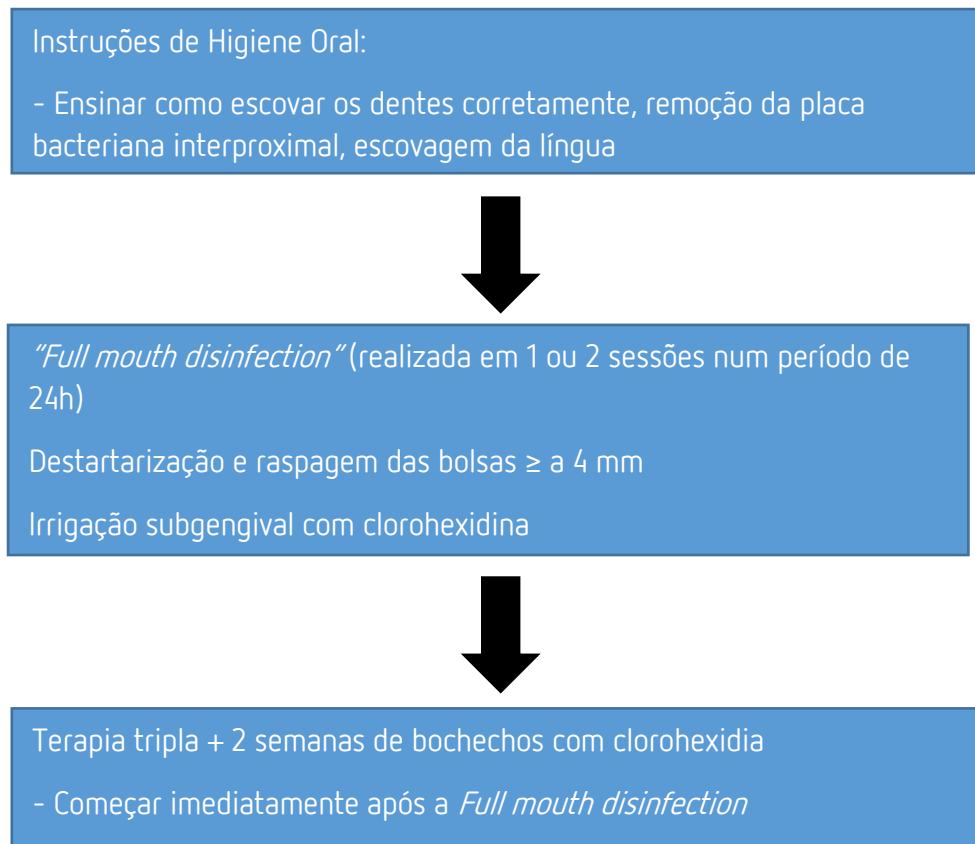 Instruções de Higiene Oral:
- Ensinar como escovar os dentes corretamente, remoção da placa
bacteriana interproximal, escovagem da língua
"Full mouth disinfection" (realizada em 1 ou 2 sessões num período de
24h)
Destartarização e raspagem das bolsas ≥ a 4 mm
Irrigação subgengival com clorohexidina
Terapia tripla + 2 semanas de bochechos com clorohexidia
- Começar imediatamente após a Full mouth disinfection